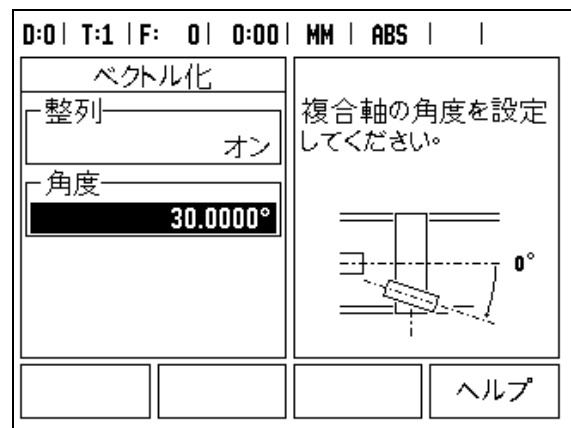 D:0 | T:1 | F: 0 | 0:00 | MM | ABS | |
ベクトル化
整列
オン
角度
30.0000°
複合軸の角度を設定
してください。
0°
ヘルプ